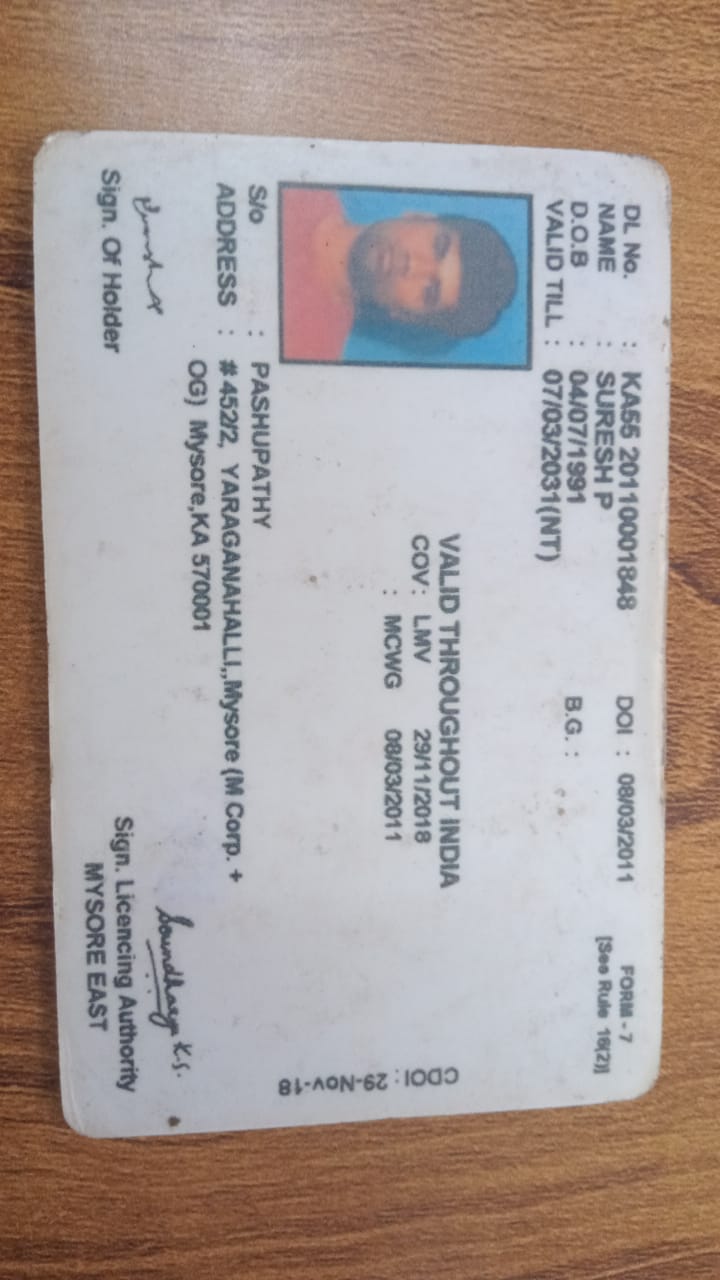 DL No. : KA55 20110001848 DOI : 08/03/2011 FORM - 7
NAME : SURESH P [See Rule 16(2)]
D.O.B : 04/07/1991 B.G. :
VALID TILL : 07/03/2031(NT)
VALID THROUGHOUT INDIA
COV: LMV 29/11/2018
: MCWG 08/03/2011
CDOI : 29-Nov-18
S/o : PASHUPATHY
ADDRESS : #452/2, YARAGANAHALLI,,Mysore (M Corp. +
OG) Mysore,KA 570001
Soundharya K.S.
Sign. Of Holder
Sign. Licencing Authority
MYSORE EAST